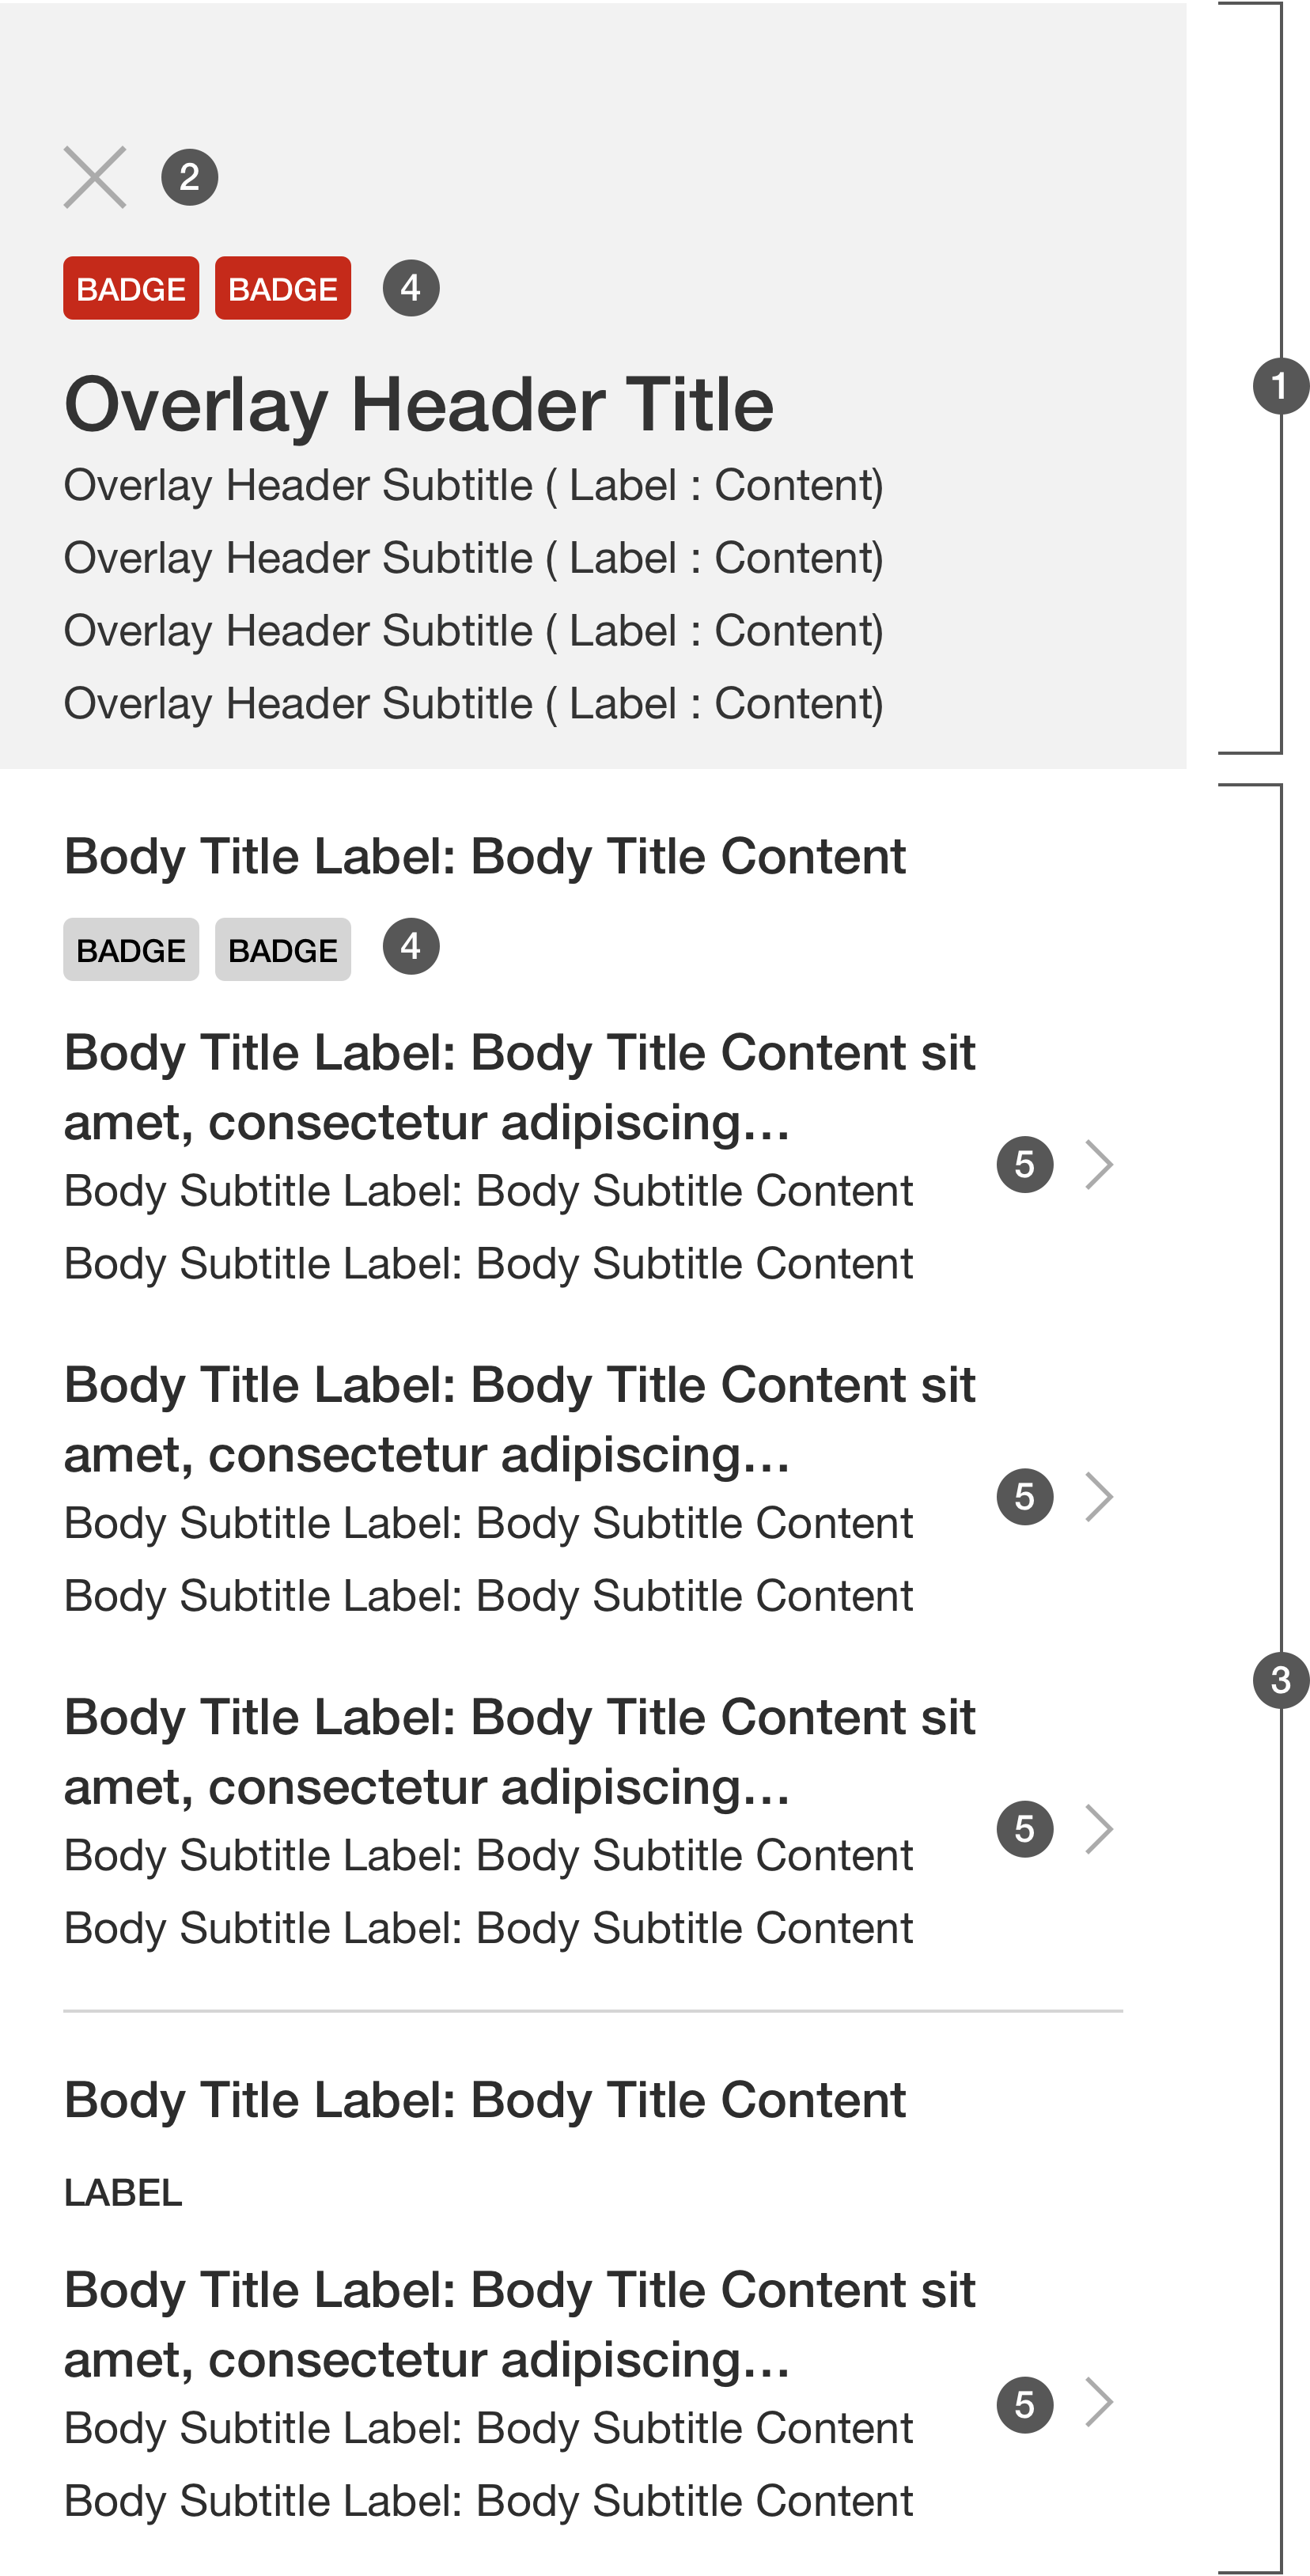 2
BADGE BADGE 4
Overlay Header Title
1
Overlay Header Subtitle ( Label : Content)
Overlay Header Subtitle ( Label : Content)
Overlay Header Subtitle ( Label : Content)
Overlay Header Subtitle ( Label : Content)
Body Title Label: Body Title Content
BADGE BADGE 4
Body Title Label: Body Title Content sit
amet, consectetur adipiscing...
5
Body Subtitle Label: Body Subtitle Content
Body Subtitle Label: Body Subtitle Content
Body Title Label: Body Title Content sit
amet, consectetur adipiscing...
5
Body Subtitle Label: Body Subtitle Content
Body Subtitle Label: Body Subtitle Content
3
Body Title Label: Body Title Content sit
amet, consectetur adipiscing...
5
Body Subtitle Label: Body Subtitle Content
Body Subtitle Label: Body Subtitle Content
Body Title Label: Body Title Content
LABEL
Body Title Label: Body Title Content sit
amet, consectetur adipiscing...
5
Body Subtitle Label: Body Subtitle Content
Body Subtitle Label: Body Subtitle Content